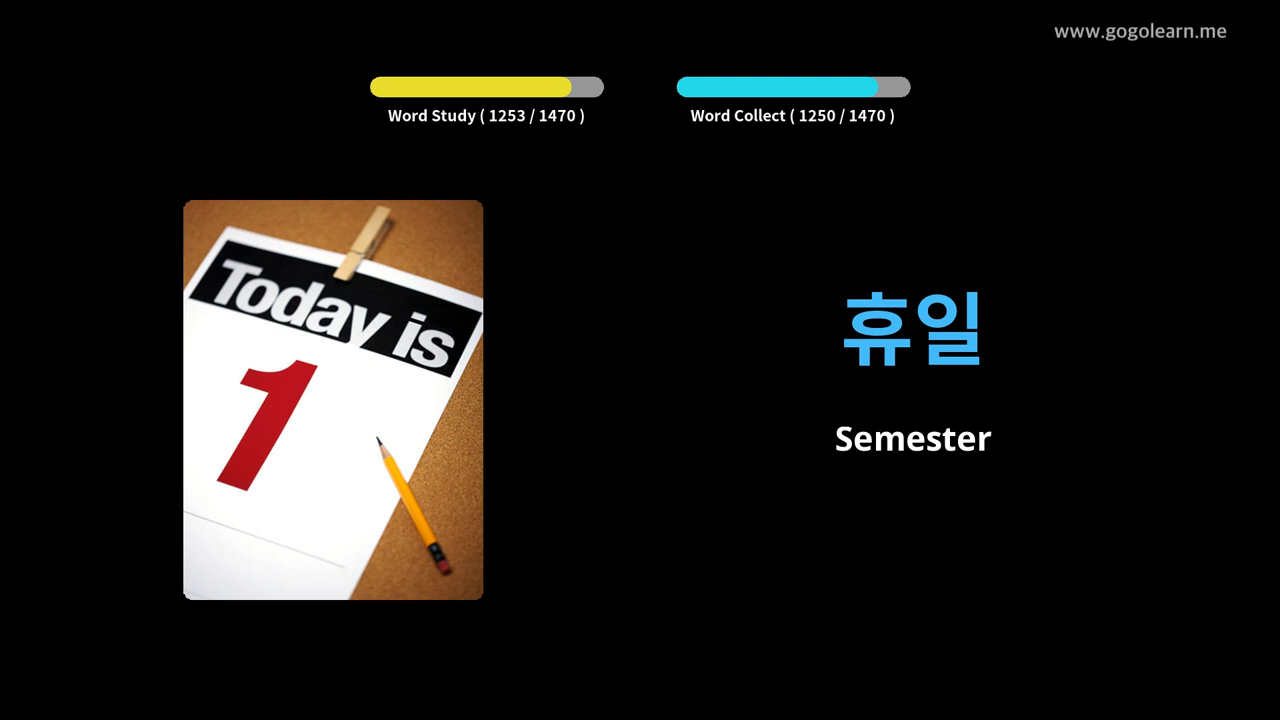 www.gogolearn.me
Word Study ( 1253 / 1470 )
Word Collect ( 1250 / 1470 )
Today is
1
휴일
Semester